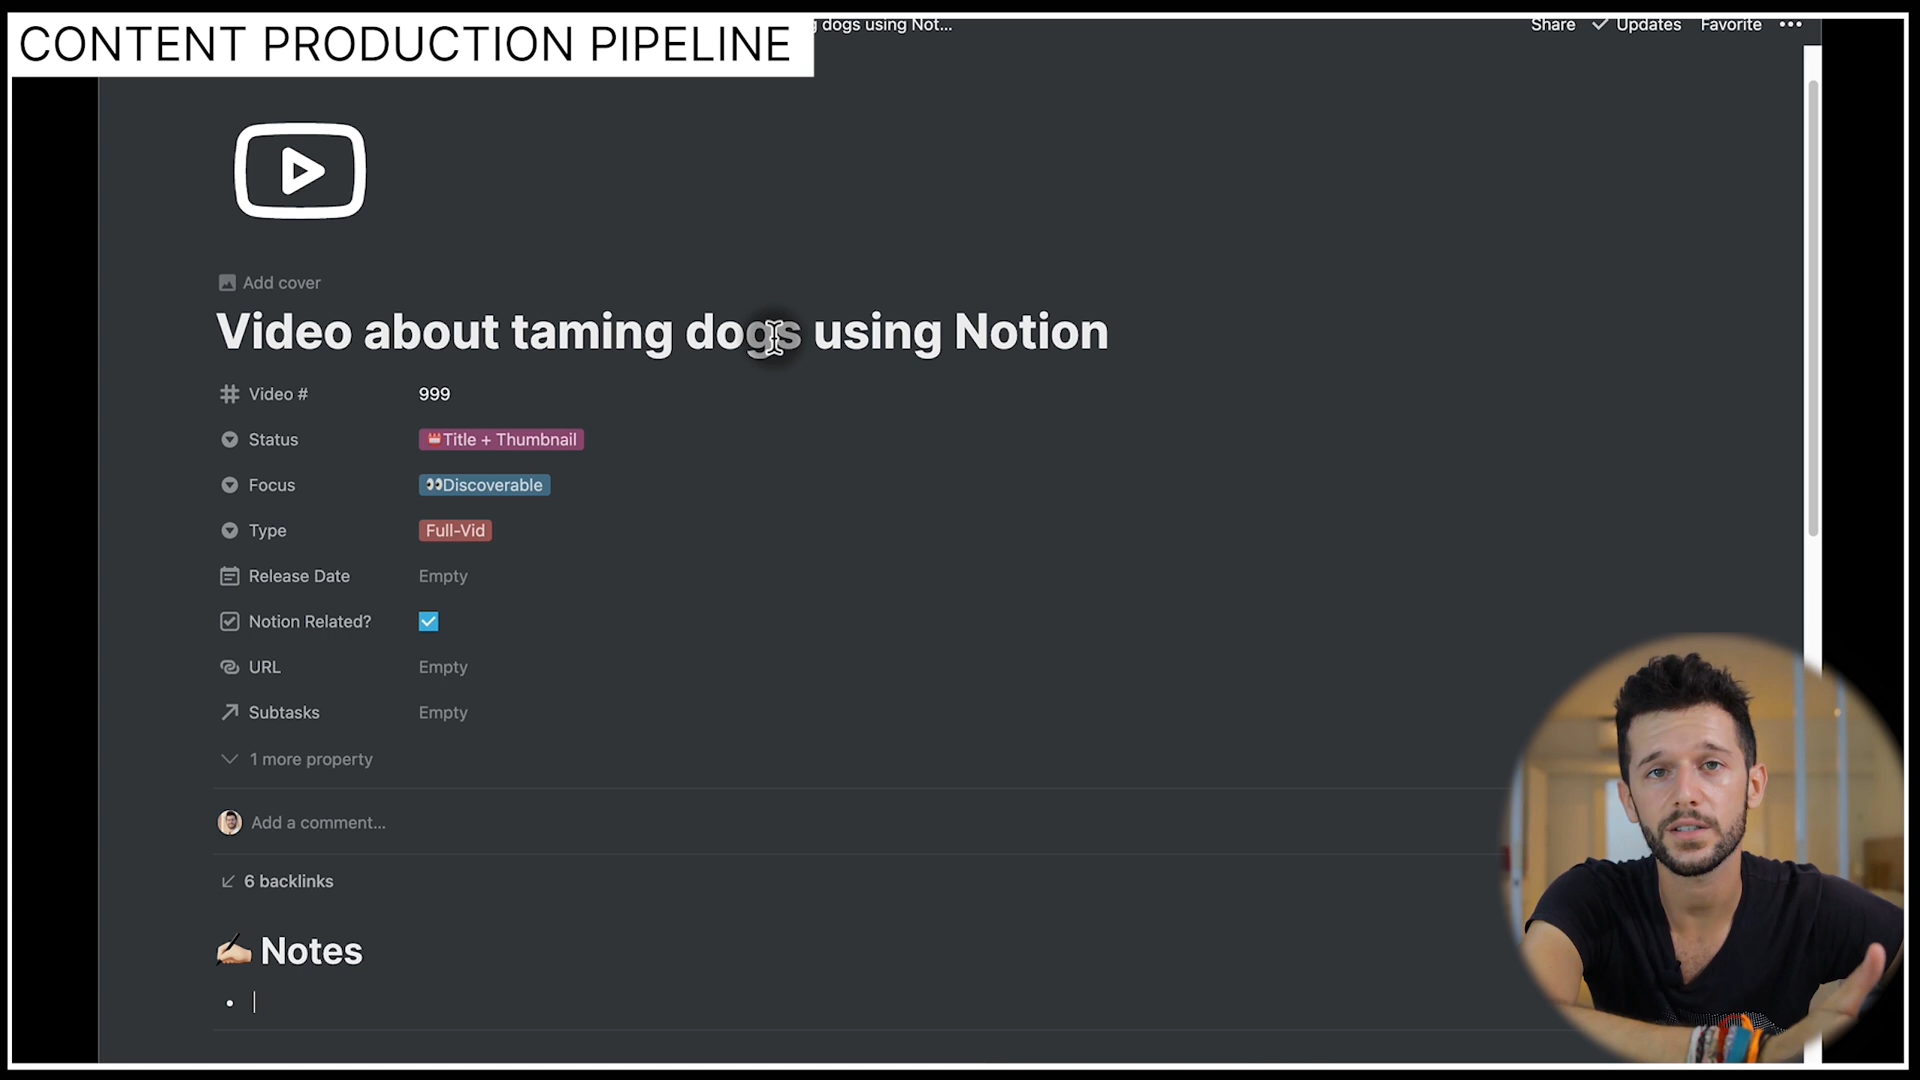 CONTENT PRODUCTION PIPELINE
dogs using Not...
Share
Updates
Favorite
Add cover
Video about taming dogs using Notion
Video #
999
Status
Title + Thumbnail
Focus
Discoverable
Type
Full-Vid
Release Date
Empty
Notion Related?
URL
Empty
Subtasks
Empty
1 more property
Add a comment...
6 backlinks
Notes